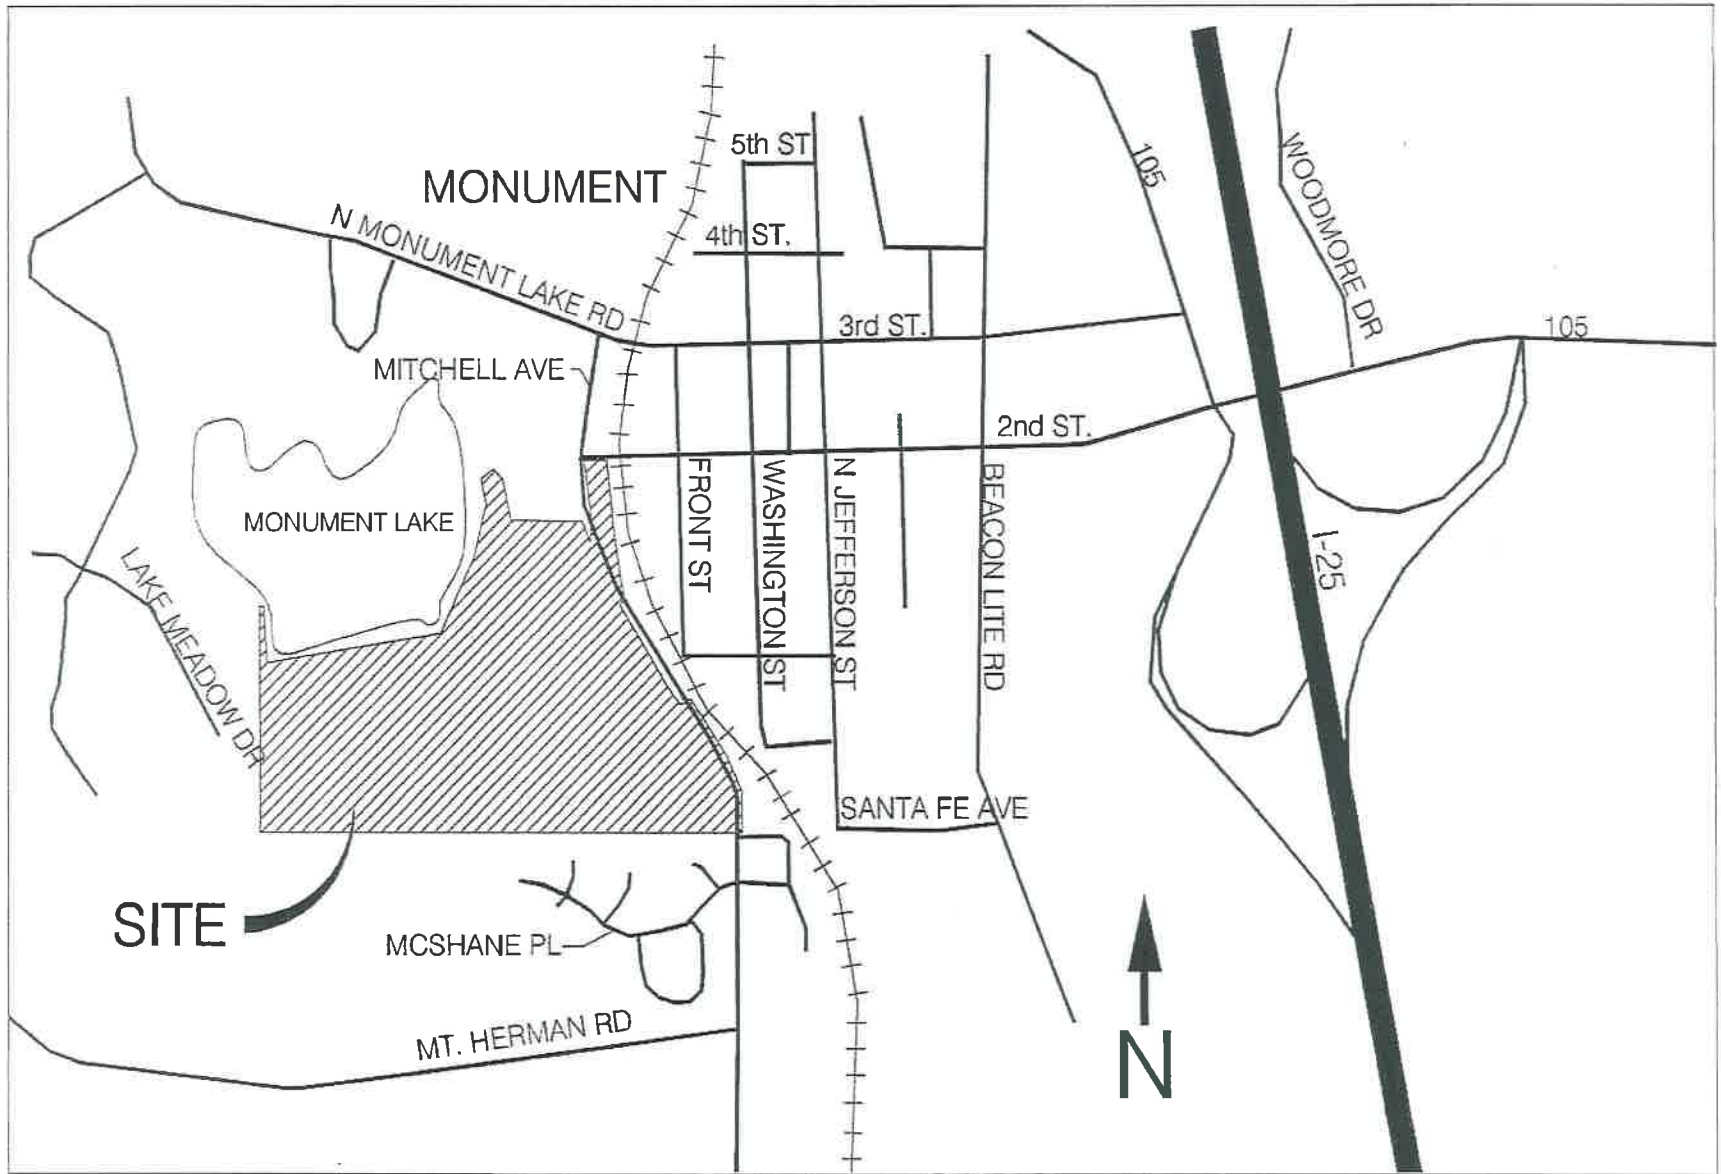 5th ST
MONUMENT
105
WOODMORE DR
N MONUMENT LAKE RD
4th ST.
3rd ST.
105
MITCHELL AVE
2nd ST.
FRONT ST
WASHINGTON ST
N JEFFERSON ST
BEACON LITE RD
MONUMENT LAKE
I-25
LAKE MEADOW DR
SANTA FE AVE
SITE
MCSHANE PL
MT. HERMAN RD
N